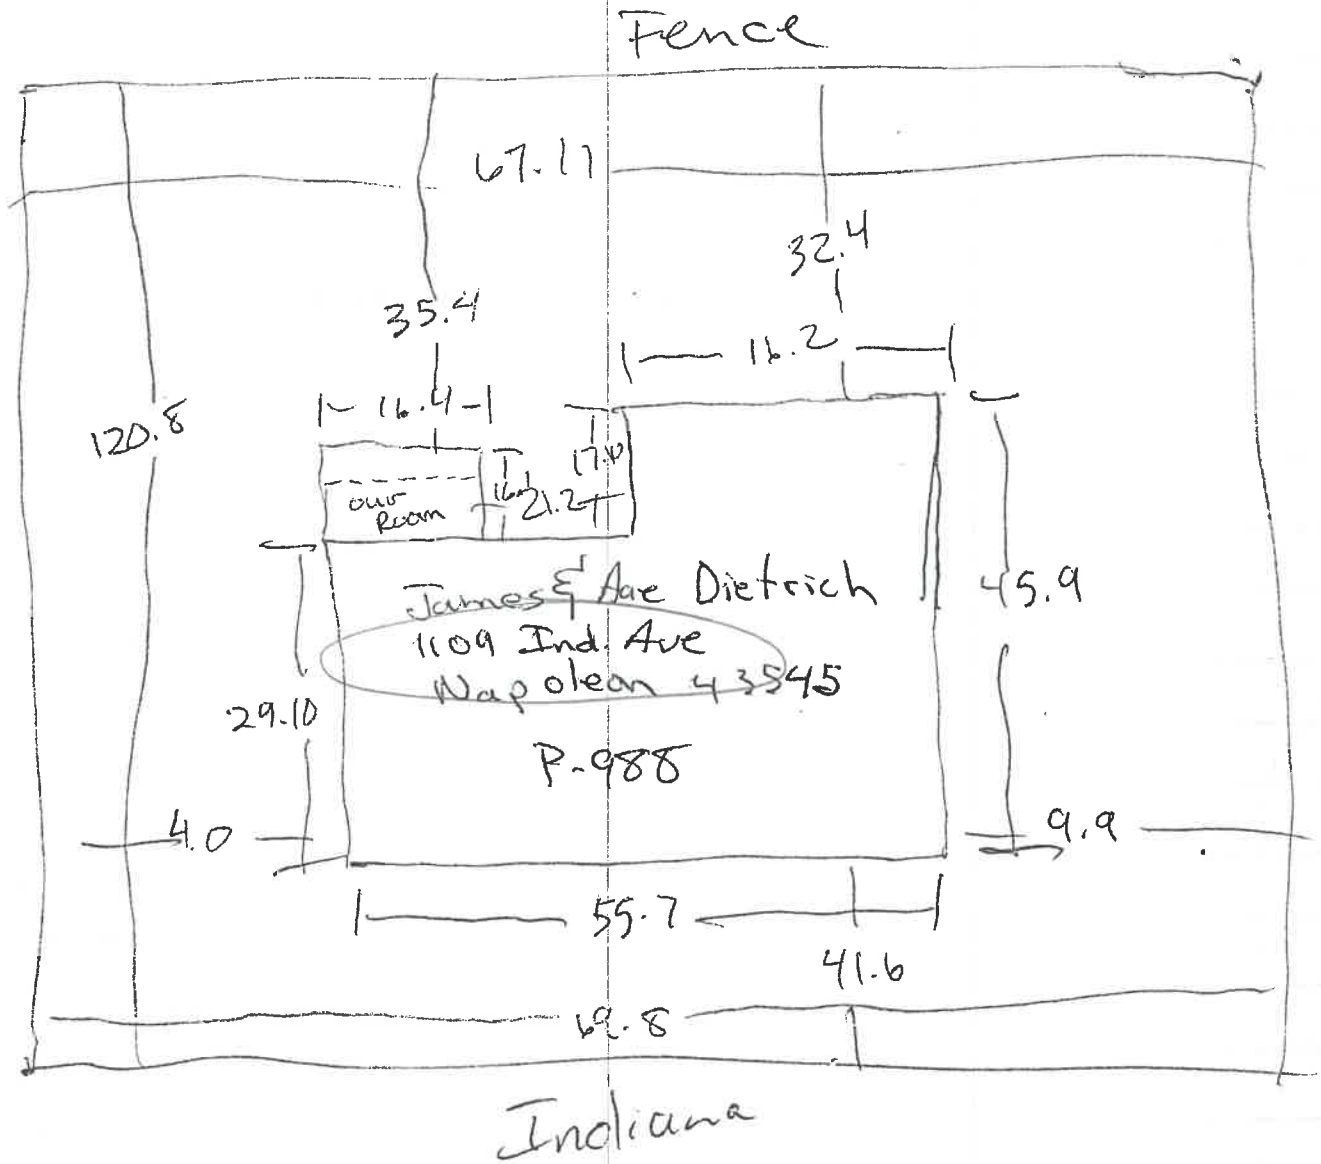 Fence
67.11
32.4
35.4
16.2
16.4
120.8
17.10
16.1
21.2
our
Room
James & Aae Dietrich
1109 Ind. Ave
Napolean 43545
45.9
29.10
P-988
4.0
9.9
55.7
41.6
69.8
Indiana